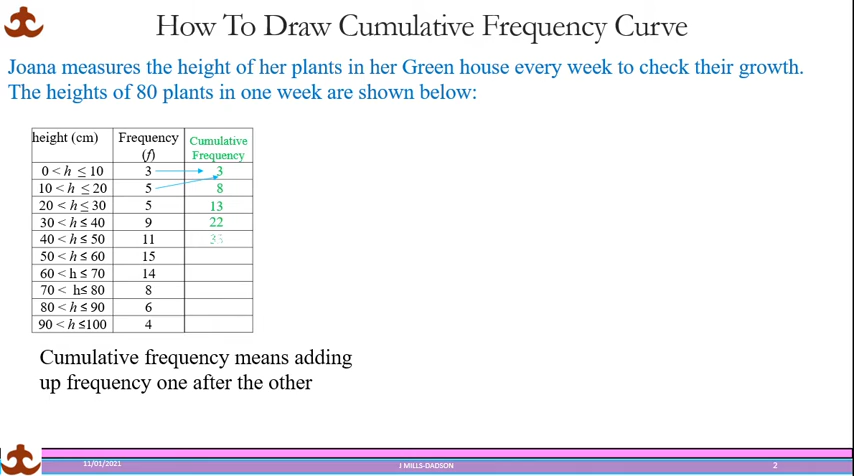 How To Draw Cumulative Frequency Curve
Joana measures the height of her plants in her Green house every week to check their growth.
The heights of 80 plants in one week are shown below:
height (cm) Frequency (f) Cumulative Frequency
0 < h ≤ 10 3 3
10 < h ≤ 20 5 8
20 < h ≤ 30 5 13
30 < h ≤ 40 9 22
40 < h ≤ 50 11
50 < h ≤ 60 15
60 < h ≤ 70 14
70 < h≤ 80 8
80 < h ≤ 90 6
90 < h ≤100 4
Cumulative frequency means adding
up frequency one after the other
11/01/2021 J MILLS-DADSON 2